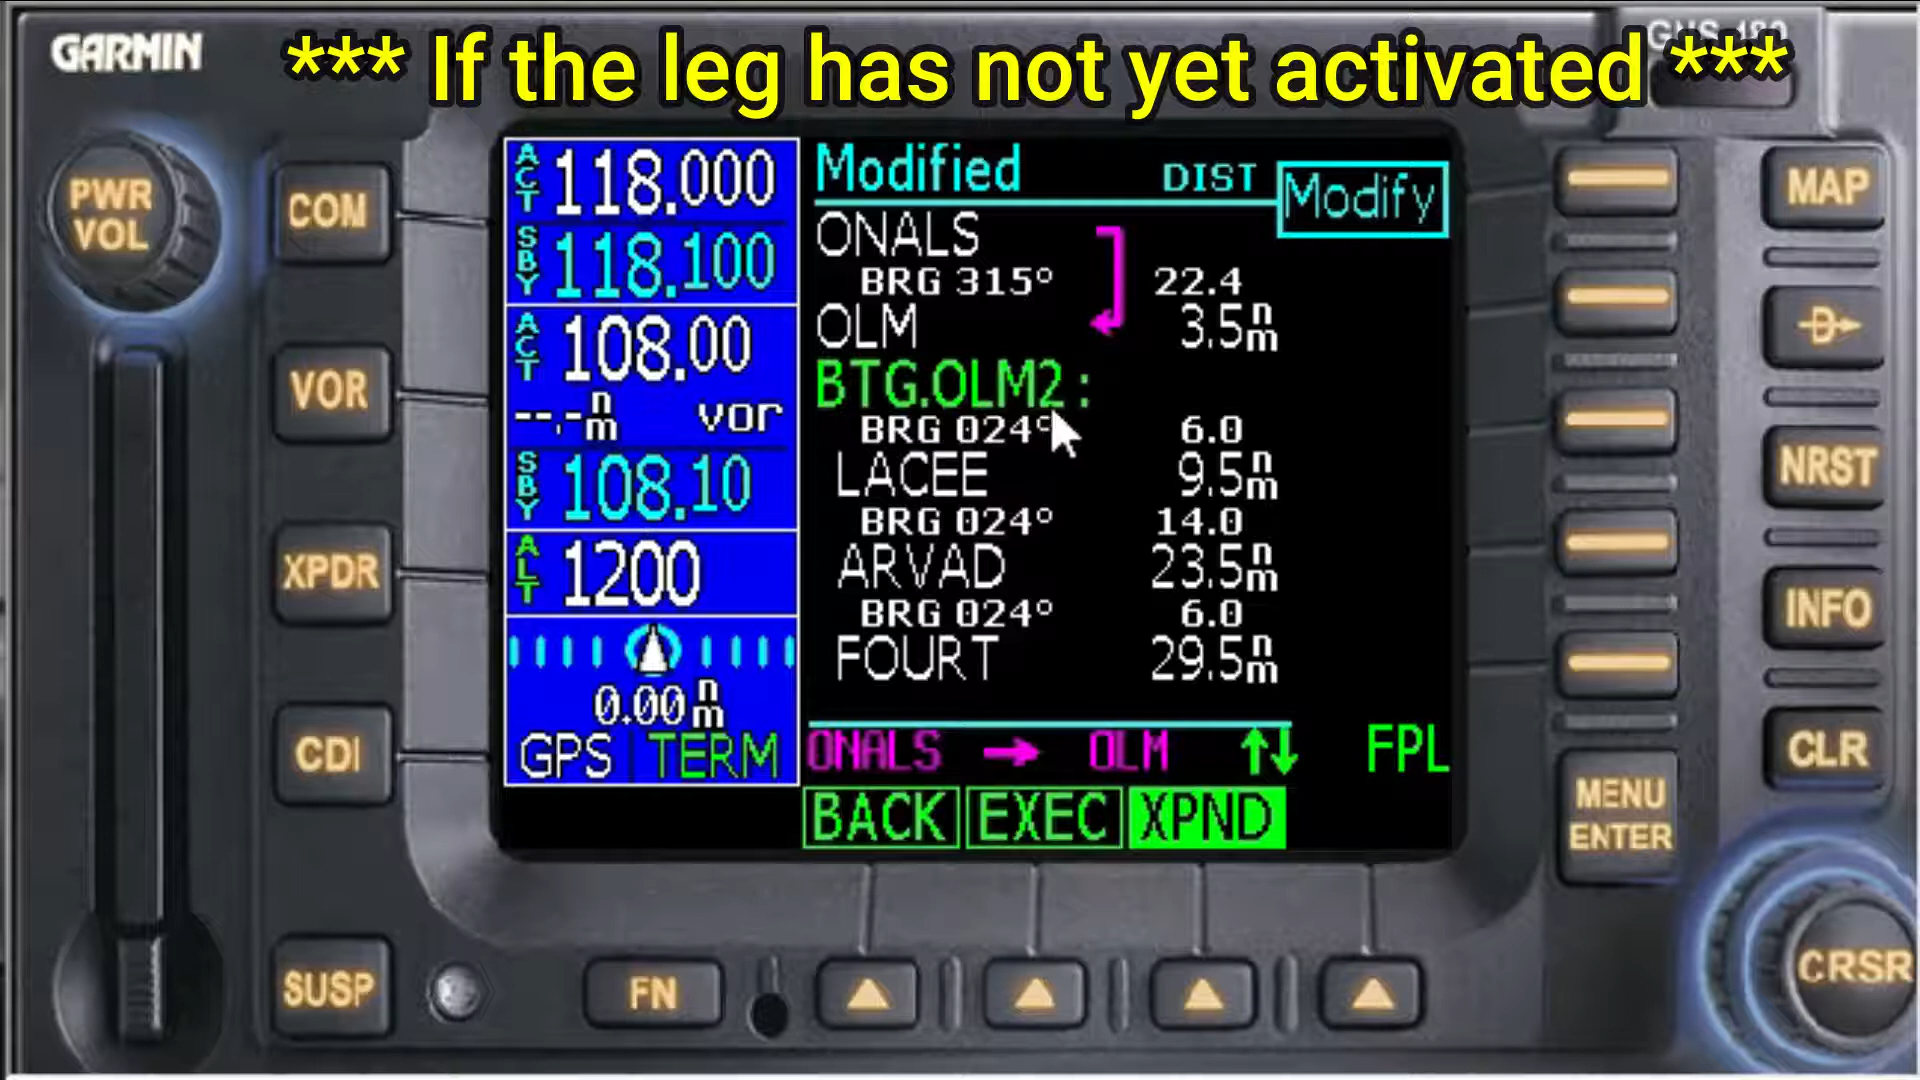 GARMIN
GNS 480
*** If the leg has not yet activated ***
PWR
VOL
COM
VOR
XPDR
CDI
SUSP
ACT 118.000
SBY 118.100
ACT 108.00
--.-nm vor
SBY 108.10
ALT 1200
0.00nm
GPS TERM
Modified DIST
Modify
ONALS
BRG 315° 22.4
OLM 3.5nm
BTG.OLM2:
BRG 024° 6.0
LACEE 9.5nm
BRG 024° 14.0
ARVAD 23.5nm
BRG 024° 6.0
FOURT 29.5nm
ONALS → OLM ↑↓ FPL
BACK EXEC XPND
MAP
D
NRST
INFO
CLR
MENU
ENTER
CRSR
FN